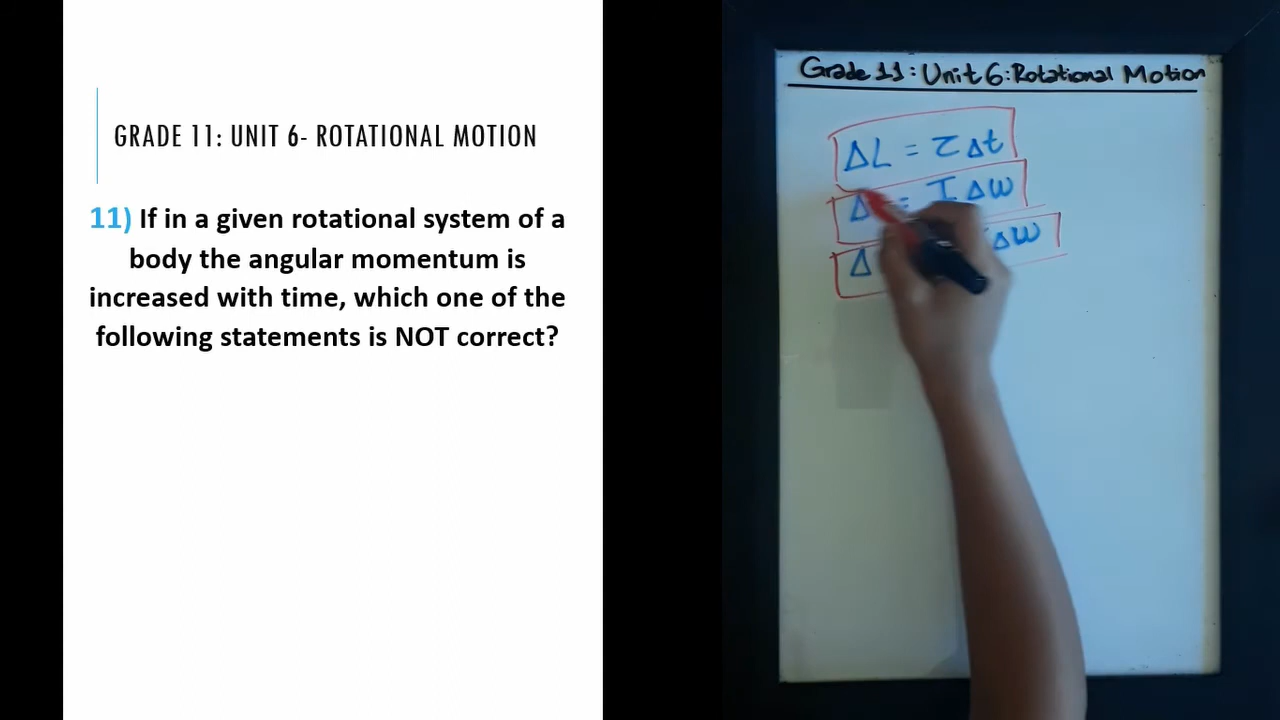 GRADE 11: UNIT 6- ROTATIONAL MOTION
11) If in a given rotational system of a
body the angular momentum is
increased with time, which one of the
following statements is NOT correct?
Grade 11: Unit 6: Rotational Motion
ΔL = τΔt
Δ = I Δω
Δ Δω